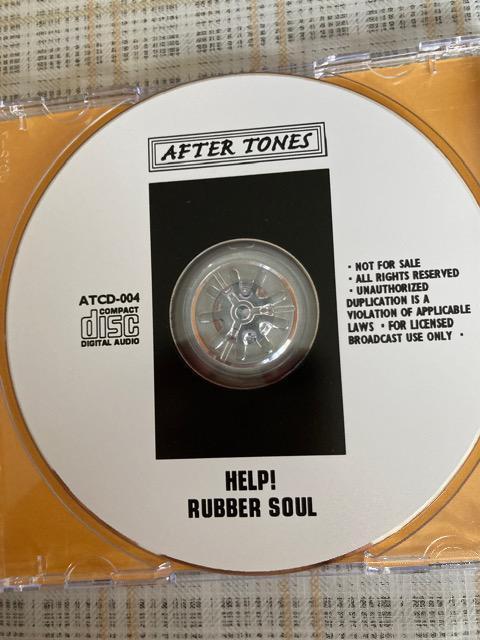 AFTER TONES
ATCD-004
COMPACT
disc
DIGITAL AUDIO
· NOT FOR SALE
· ALL RIGHTS RESERVED
· UNAUTHORIZED
DUPLICATION IS A
VIOLATION OF APPLICABLE
LAWS · FOR LICENSED
BROADCAST USE ONLY ·
HELP!
RUBBER SOUL